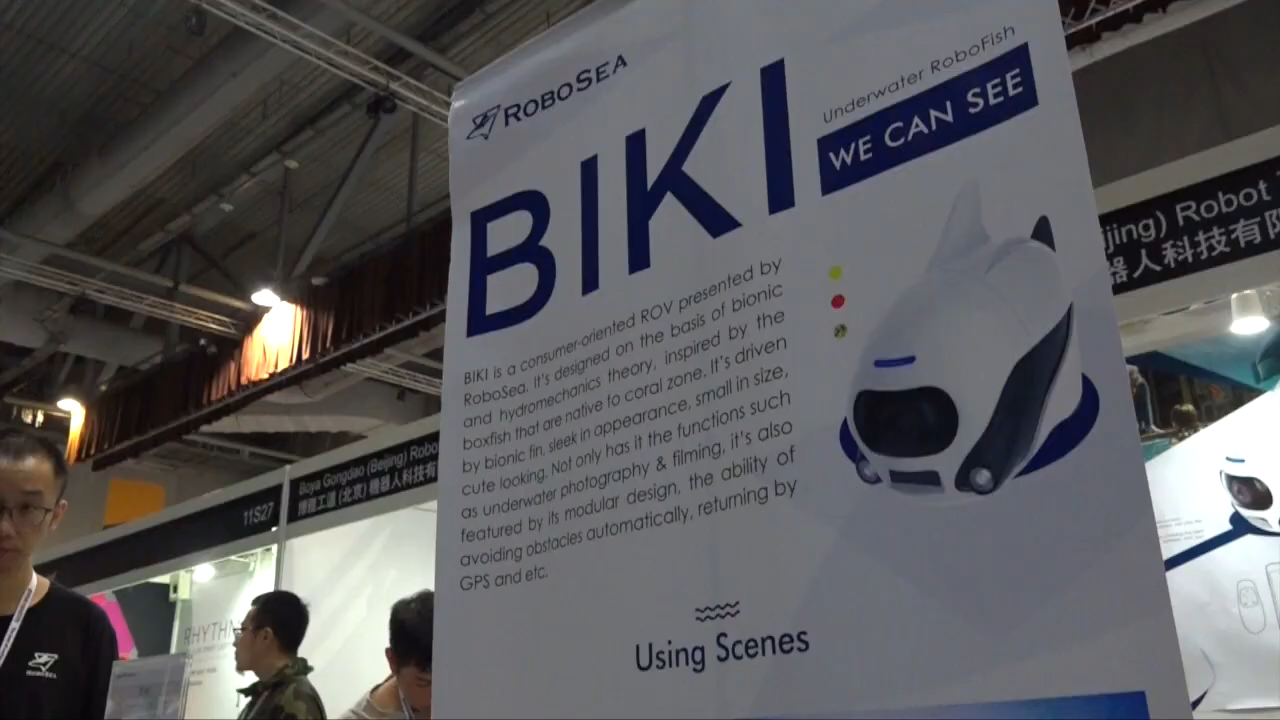 ROBOSEA
BIKI
Underwater RoboFish
WE CAN SEE
BIKI is a consumer-oriented ROV presented by
RoboSea. It's designed on the basis of bionic
and hydromechanics theory, inspired by the
boxfish that are native to coral zone. It's driven
by bionic fin, sleek in appearance, small in size,
cute looking. Not only has it the functions such
as underwater photography & filming, it's also
featured by its modular design, the ability of
avoiding obstacles automatically, returning by
GPS and etc.
Using Scenes
11S27
Boya Gongdao (Beijing) Robo
博雅工道 (北京) 機器人科技有
jing) Robot
器人科技有限
RHYTH
ROBOSEA